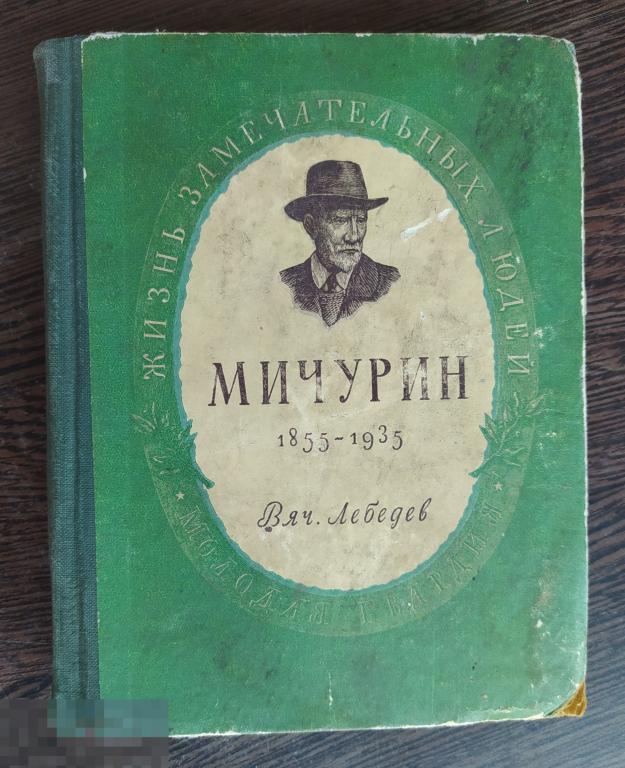 ЖИЗНЬ ЗАМЕЧАТЕЛЬНЫХ ЛЮДЕЙ
МИЧУРИН
1855-1935
Вяч. Лебедев
* МОЛОДАЯ ГВАРДИЯ *